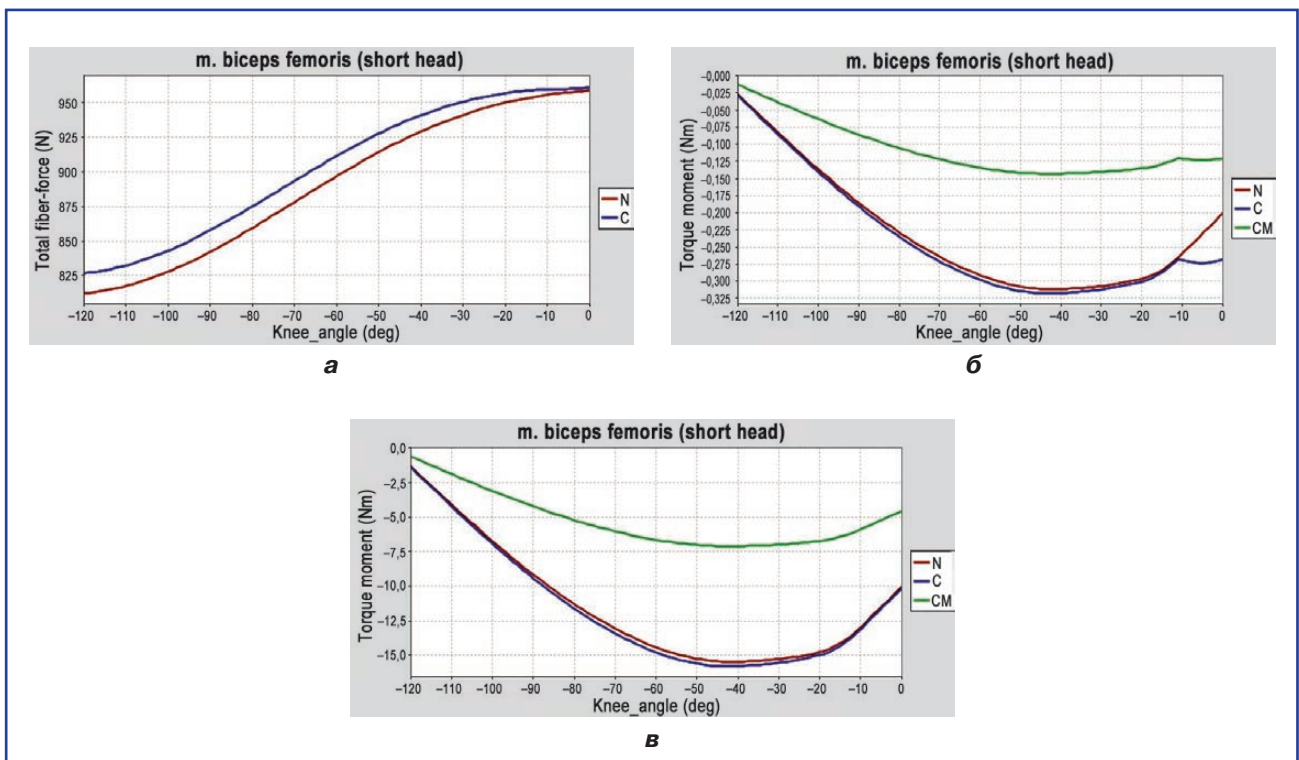 m. biceps femoris (short head)
Total fiber-force (N)
950
925
900
875
850
825
–120 –110 –100 –90 –80 –70 –60 –50 –40 –30 –20 –10 0
Knee_angle (deg)
N
C
а
m. biceps femoris (short head)
Torque moment (Nm)
–0,000
–0,025
–0,050
–0,075
–0,100
–0,125
–0,150
–0,175
–0,200
–0,225
–0,250
–0,275
–0,300
–0,325
–120 –110 –100 –90 –80 –70 –60 –50 –40 –30 –20 –10 0
Knee_angle (deg)
N
C
CM
б
m. biceps femoris (short head)
Torque moment (Nm)
0,0
–2,5
–5,0
–7,5
–10,0
–12,5
–15,0
–120 –110 –100 –90 –80 –70 –60 –50 –40 –30 –20 –10 0
Knee_angle (deg)
N
C
CM
в